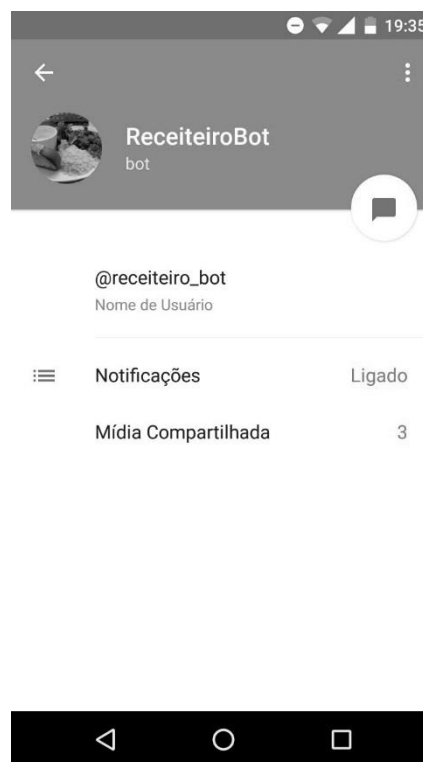 19:35
ReceiteiroBot
bot
@receiteiro_bot
Nome de Usuário
Notificações Ligado
Mídia Compartilhada 3